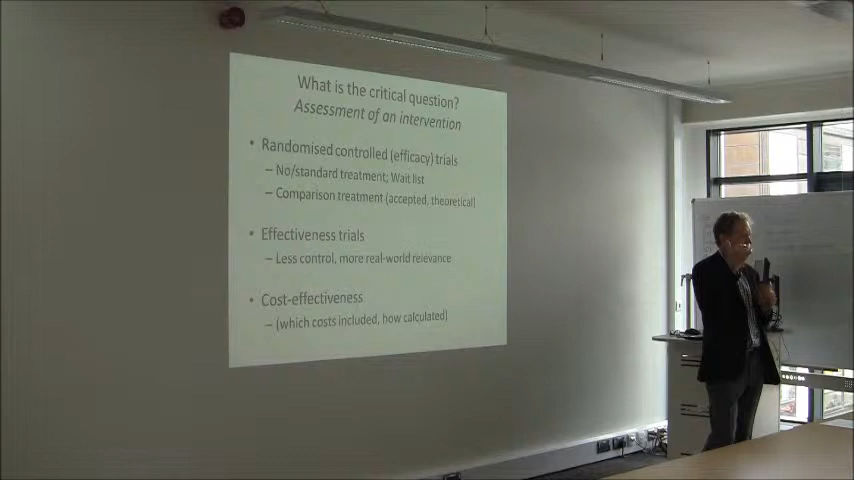 What is the critical question?
Assessment of an intervention
• Randomised controlled (efficacy) trials
– No/standard treatment; Wait list
– Comparison treatment (accepted, theoretical)
• Effectiveness trials
– Less control, more real-world relevance
• Cost-effectiveness
– (which costs included, how calculated)